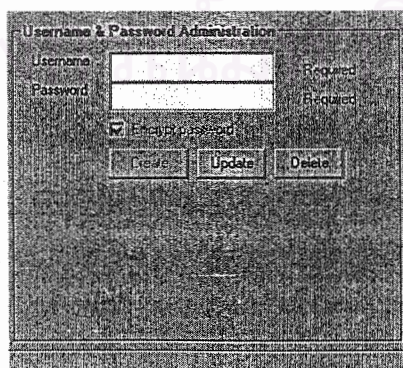 Username & Password Administration
Username Required
Password Required
Encrypt password
Create Update Delete